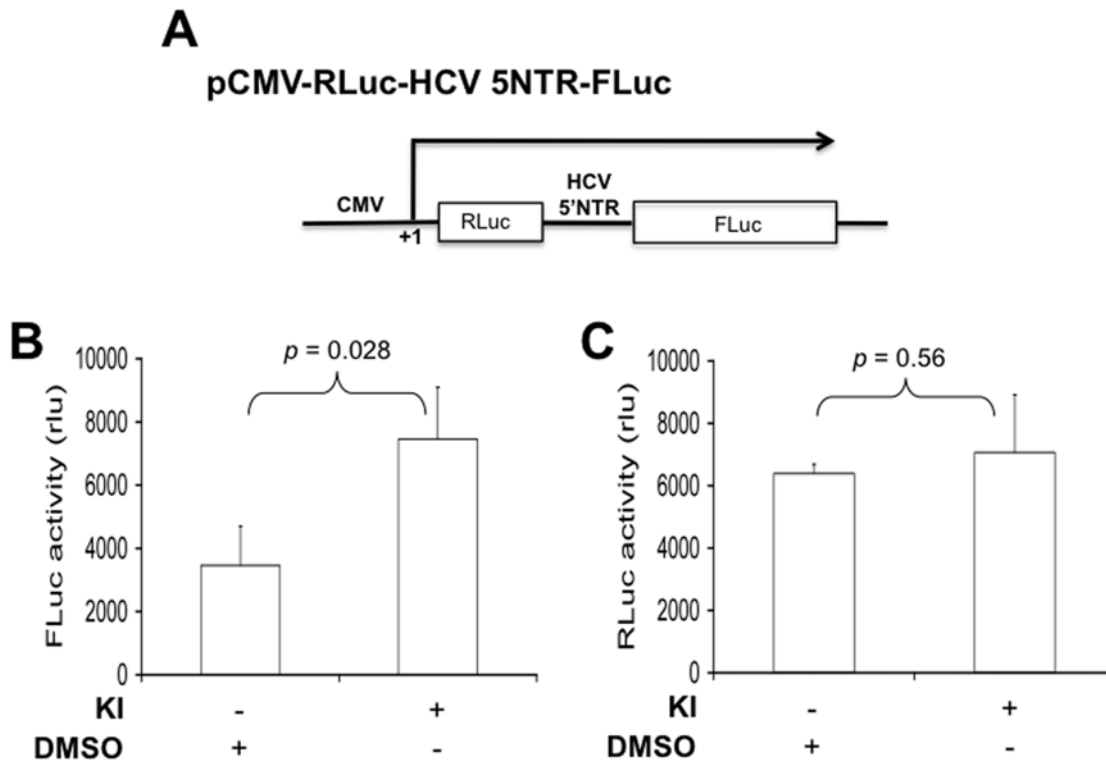 A
pCMV-RLuc-HCV 5NTR-FLuc
CMV
+1
RLuc
HCV
5'NTR
FLuc
B
p = 0.028
FLuc activity (rlu)
10000
8000
6000
4000
2000
0
KI - +
DMSO + -
C
p = 0.56
RLuc activity (rlu)
10000
8000
6000
4000
2000
0
KI - +
DMSO + -